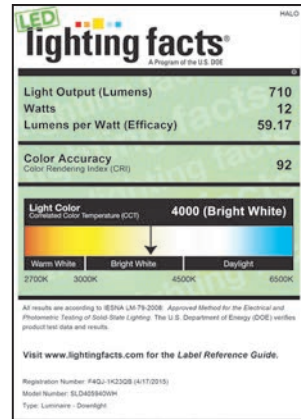 HALO
LED
lighting facts®
A Program of the U.S. DOE
Light Output (Lumens) 710
Watts 12
Lumens per Watt (Efficacy) 59.17
Color Accuracy
Color Rendering Index (CRI) 92
Light Color
Correlated Color Temperature (CCT) 4000 (Bright White)
Warm White Bright White Daylight
2700K 3000K 4500K 6500K
All results are according to IESNA LM-79-2008: Approved Method for the Electrical and
Photometric Testing of Solid-State Lighting. The U.S. Department of Energy (DOE) verifies
product test data and results.
Visit www.lightingfacts.com for the Label Reference Guide.
Registration Number: F4GJ-1K23QB (4/17/2015)
Model Number: SLD405940WH
Type: Luminaire - Downlight